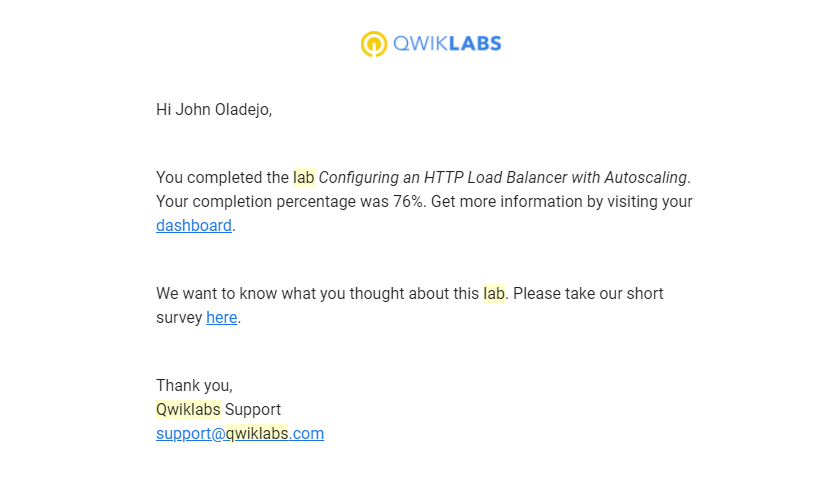 QWIKLABS
Hi John Oladejo,
You completed the lab Configuring an HTTP Load Balancer with Autoscaling.
Your completion percentage was 76%. Get more information by visiting your
dashboard.
We want to know what you thought about this lab. Please take our short
survey here.
Thank you,
Qwiklabs Support
support@qwiklabs.com